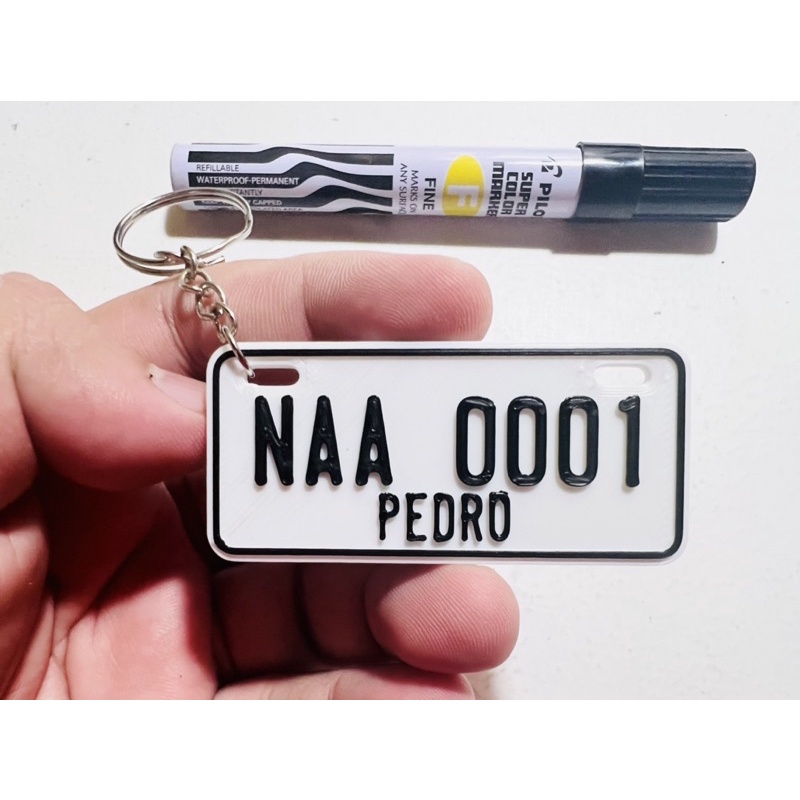 REFILLABLE
WATERPROOF-PERMANENT
FINE
MARKS ON
ANY SURFACE
F
PILOT
SUPER
COLOR
MARKER
NAA 0001
PEDRO